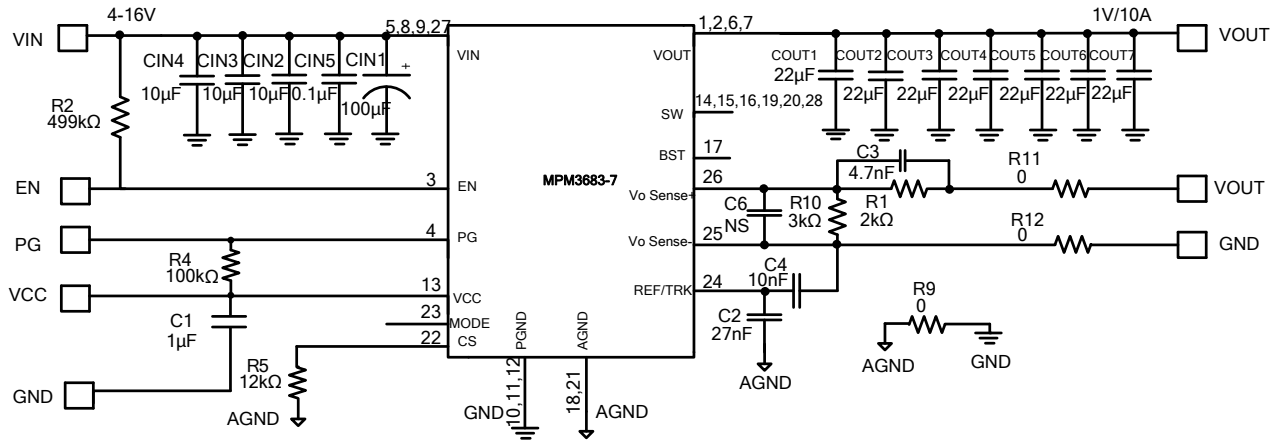 4-16V
5,8,9,27
1,2,6,7
1V/10A
VIN
VOUT
VIN
VOUT
CIN4
CIN3
CIN2
CIN5
CIN1
+
10µF
10µF
10µF
0.1µF
100µF
COUT1
COUT2
COUT3
COUT4
COUT5
COUT6
COUT7
22µF
22µF
22µF
22µF
22µF
22µF
22µF
R2
499kΩ
14,15,16,19,20,28
SW
17
BST
MPM3683-7
EN
3
EN
26
Vo Sense+
C3
4.7nF
R11
0
VOUT
C6
NS
R10
3kΩ
R1
2kΩ
R12
0
PG
4
PG
25
Vo Sense-
GND
R4
100kΩ
C4
10nF
VCC
13
VCC
24
REF/TRK
C1
1µF
23
MODE
22
CS
PGND
AGND
C2
27nF
R9
0
AGND
GND
R5
12kΩ
AGND
GND
AGND
GND
10,11,12
18,21
AGND